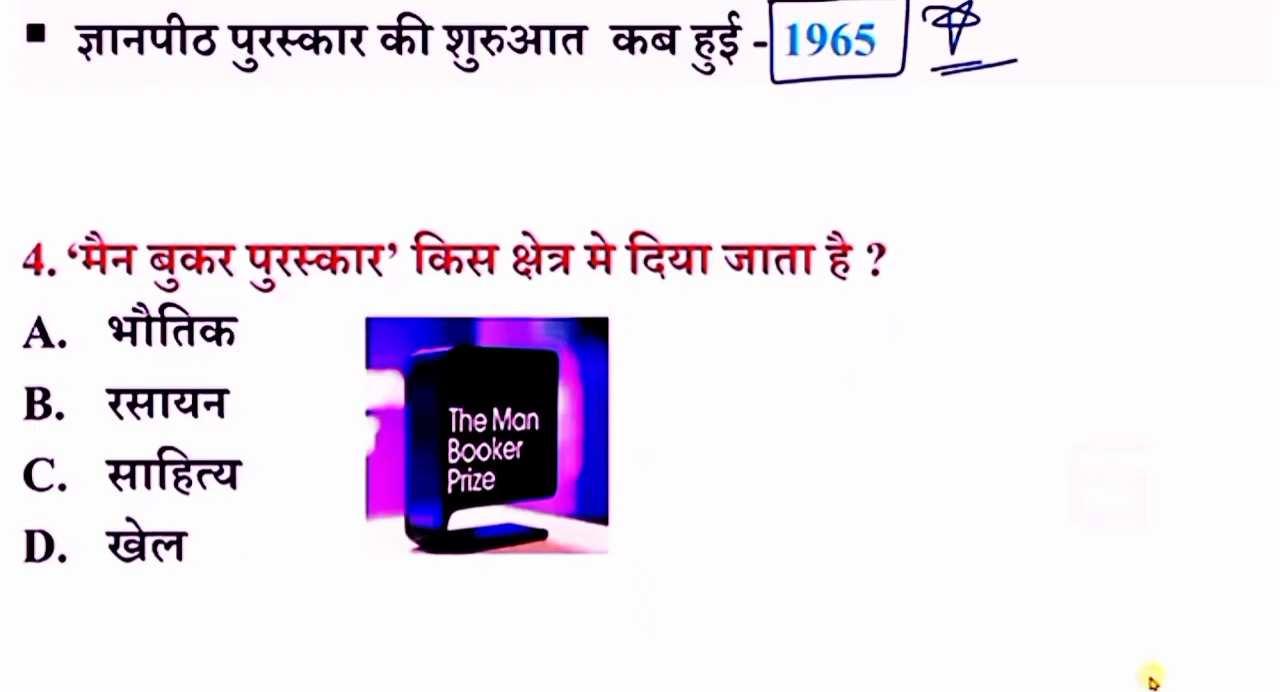 ▪ ज्ञानपीठ पुरस्कार की शुरुआत कब हुई - 1965
4. ‘मैन बुकर पुरस्कार’ किस क्षेत्र मे दिया जाता है ?
A. भौतिक
B. रसायन
C. साहित्य
D. खेल
The Man
Booker
Prize